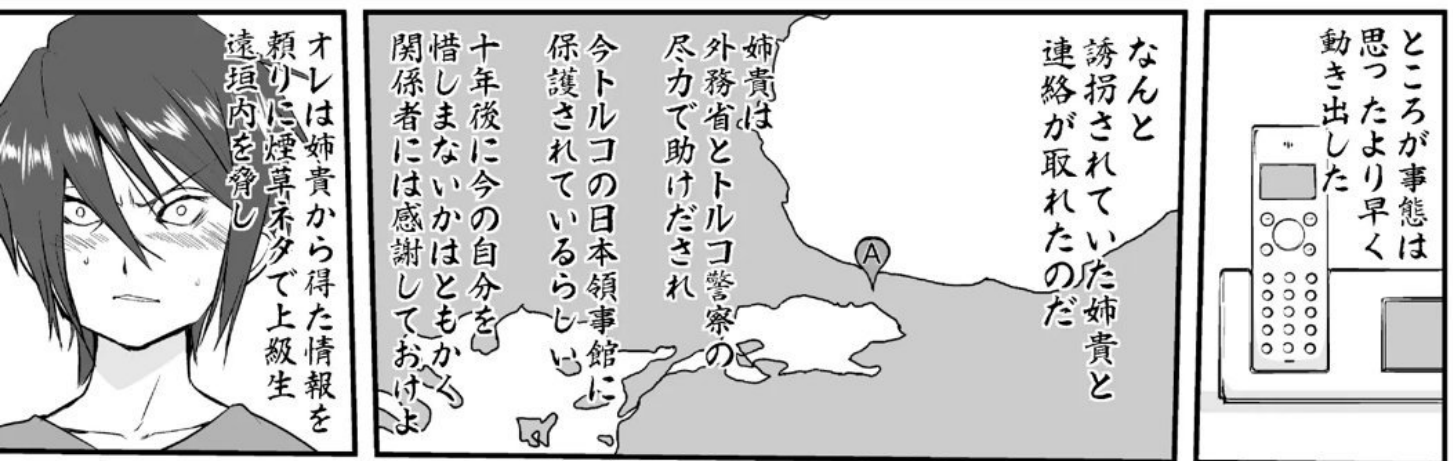 ところが事態は
思ったより早く
動き出した
なんと
誘拐されていた姉貴と
連絡が取れたのだ
姉貴は
外務省とトルコ警察の
尽力で助けだされ
今トルコの日本領事館に
保護されているらしい
十年後に今の自分を
惜しまないかはともかく
関係者には感謝しておけよ
オレは姉貴から得た情報を
頼りに煙草ネタで上級生
遠垣内を脅し
A